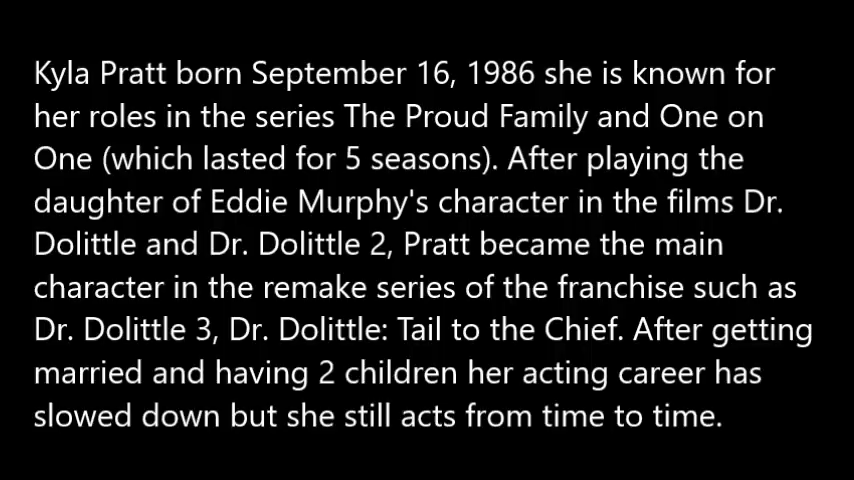 Kyla Pratt born September 16, 1986 she is known for
her roles in the series The Proud Family and One on
One (which lasted for 5 seasons). After playing the
daughter of Eddie Murphy's character in the films Dr.
Dolittle and Dr. Dolittle 2, Pratt became the main
character in the remake series of the franchise such as
Dr. Dolittle 3, Dr. Dolittle: Tail to the Chief. After getting
married and having 2 children her acting career has
slowed down but she still acts from time to time.